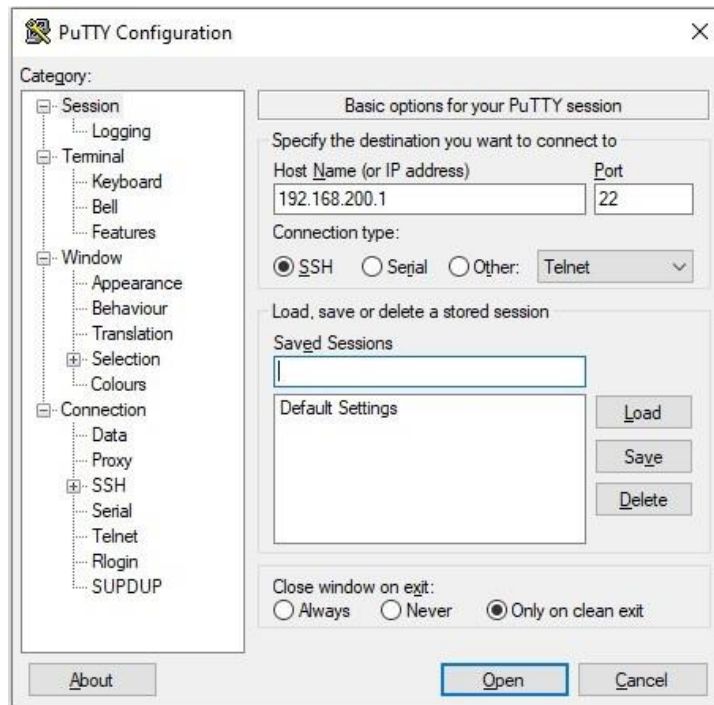 PuTTY Configuration
Category:
Session
Logging
Terminal
Keyboard
Bell
Features
Window
Appearance
Behaviour
Translation
Selection
Colours
Connection
Data
Proxy
SSH
Serial
Telnet
Rlogin
SUPDUP
Basic options for your PuTTY session
Specify the destination you want to connect to
Host Name (or IP address) Port
192.168.200.1 22
Connection type:
SSH Serial Other: Telnet
Load, save or delete a stored session
Saved Sessions
Default Settings
Load
Save
Delete
Close window on exit:
Always Never Only on clean exit
About Open Cancel